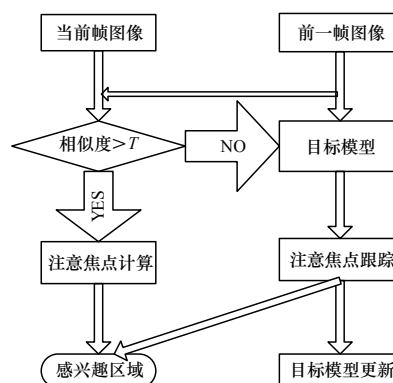 当前帧图像
前一帧图像
相似度>T
NO
目标模型
YES
注意焦点计算
注意焦点跟踪
感兴趣区域
目标模型更新